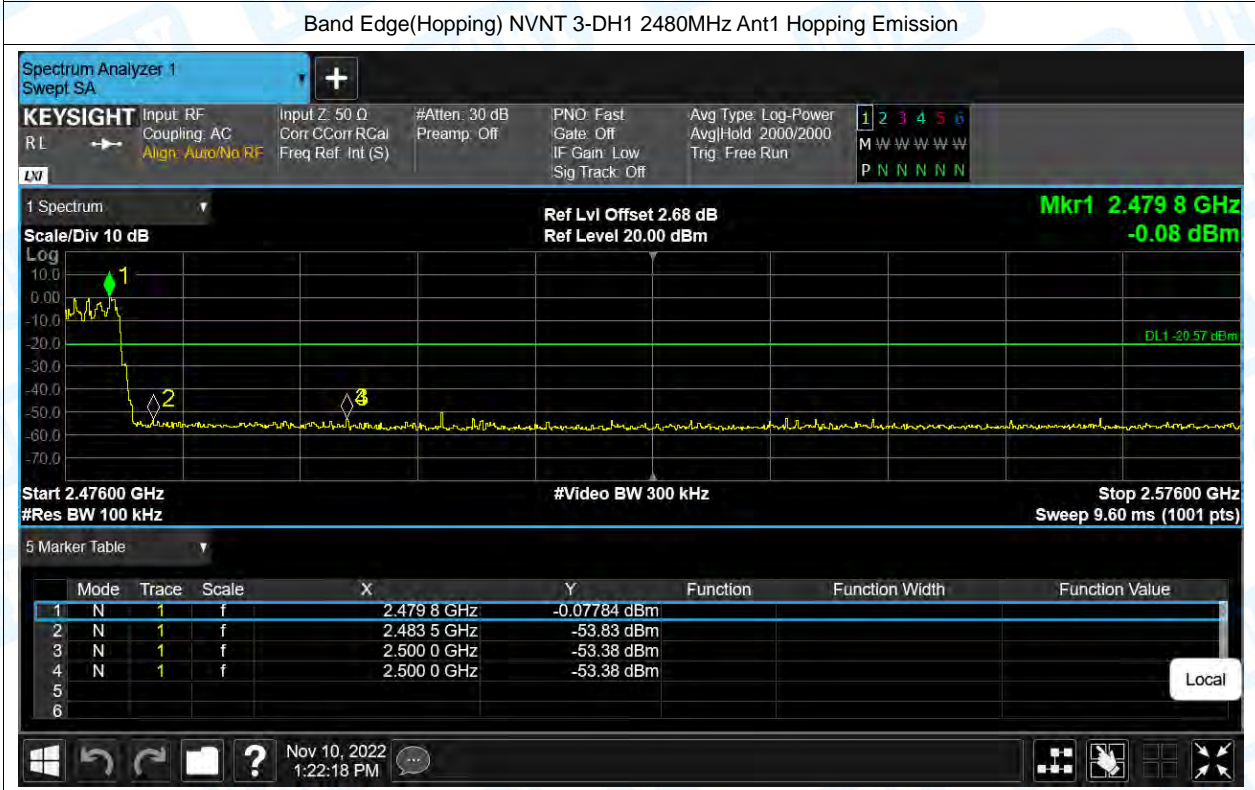 Band Edge(Hopping) NVNT 3-DH1 2480MHz Ant1 Hopping Emission
Spectrum Analyzer 1
Swept SA
+
KEYSIGHT Input: RF Input Z: 50 Ω #Atten: 30 dB PNO: Fast Avg Type: Log-Power 1 2 3 4 5 6
RL Coupling: AC Corr CCorr RCal Preamp: Off Gate: Off Avg|Hold: 2000/2000 M W W W W W
Align: Auto/No RF Freq Ref: Int (S) IF Gain: Low Trig: Free Run
LXI Sig Track: Off P N N N N N
1 Spectrum Ref Lvl Offset 2.68 dB Mkr1 2.479 8 GHz
Scale/Div 10 dB Ref Level 20.00 dBm -0.08 dBm
Log
10.0
1
0.00
-10.0
-20.0
DL1 -20.57 dBm
-30.0
-40.0
2
-50.0
-60.0
-70.0
Start 2.47600 GHz #Video BW 300 kHz Stop 2.57600 GHz
#Res BW 100 kHz Sweep 9.60 ms (1001 pts)
5 Marker Table
Mode Trace Scale X Y Function Function Width Function Value
1 N 1 f 2.479 8 GHz -0.07784 dBm
2 N 1 f 2.483 5 GHz -53.83 dBm
3 N 1 f 2.500 0 GHz -53.38 dBm
4 N 1 f 2.500 0 GHz -53.38 dBm
5
6
Local
? Nov 10, 2022
1:22:18 PM